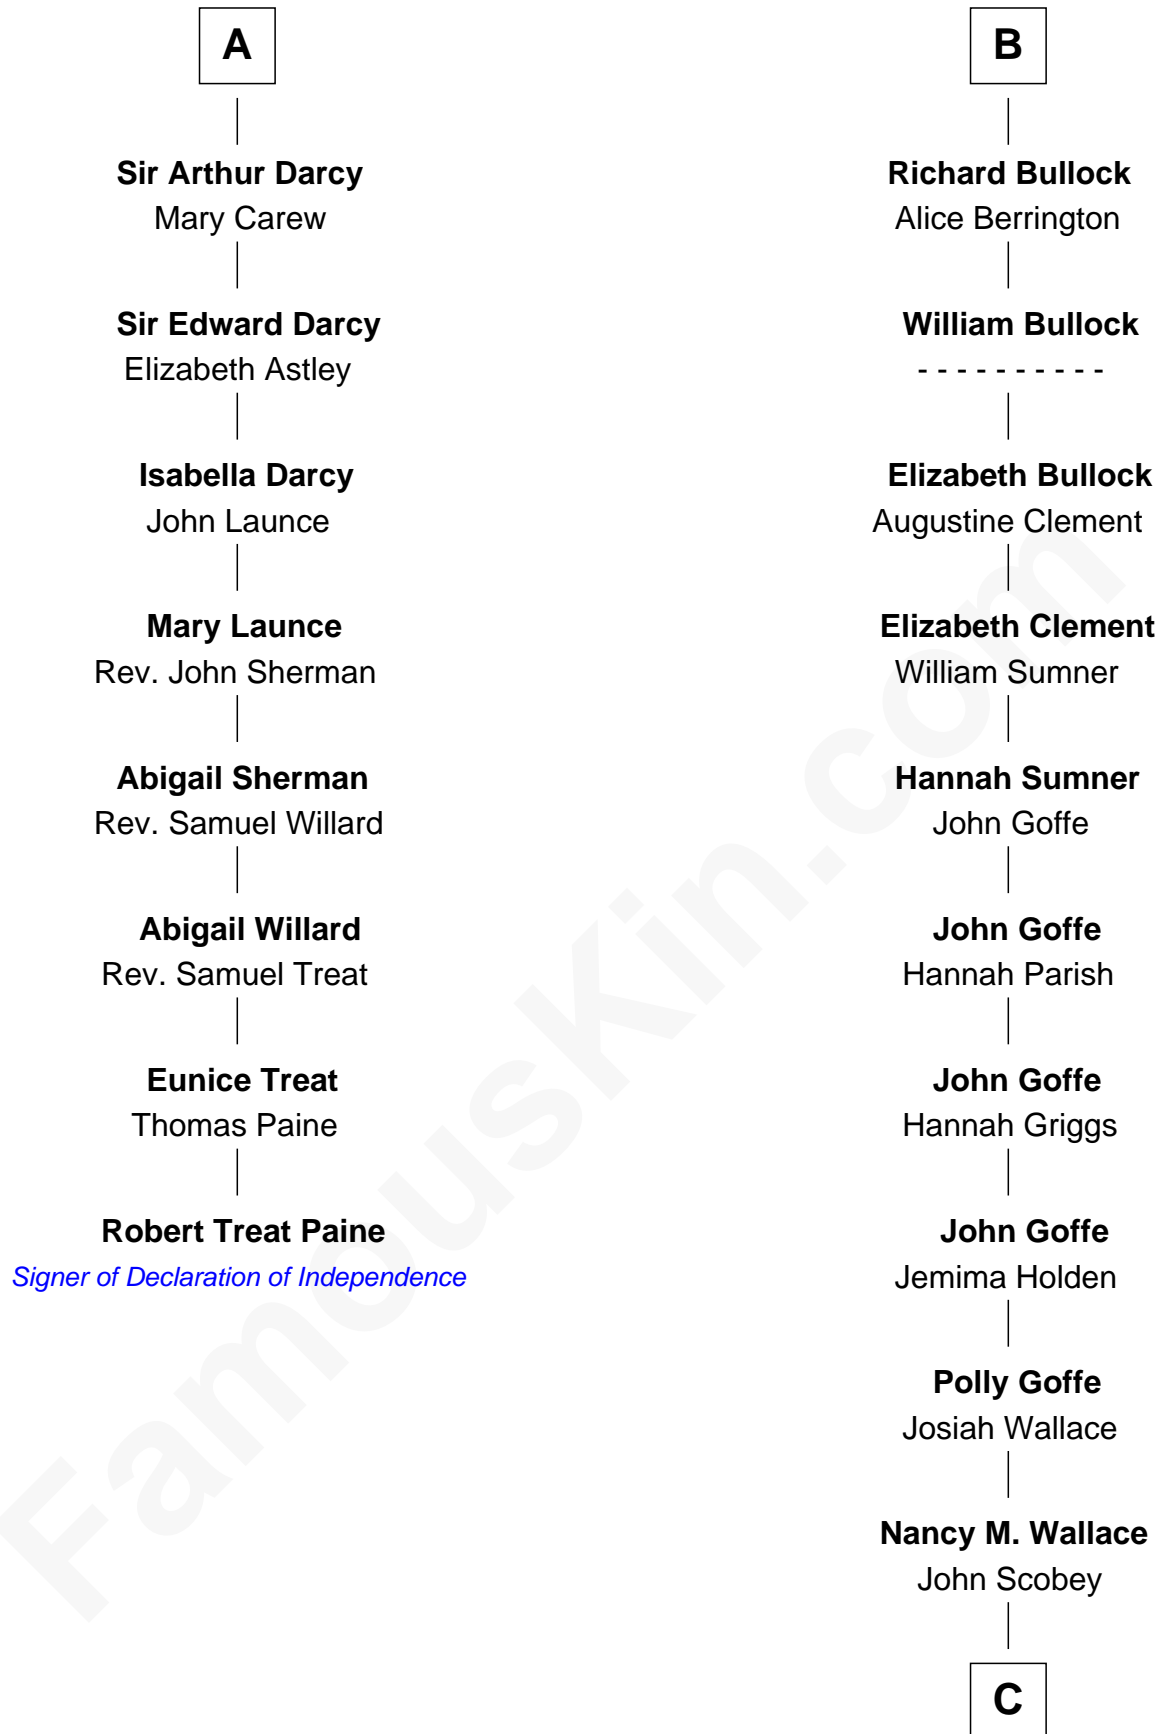 A
Sir Arthur Darcy
Mary Carew
Sir Edward Darcy
Elizabeth Astley
Isabella Darcy
John Launce
Mary Launce
Rev. John Sherman
Abigail Sherman
Rev. Samuel Willard
Abigail Willard
Rev. Samuel Treat
Eunice Treat
Thomas Paine
Robert Treat Paine
Signer of Declaration of Independence
B
Richard Bullock
Alice Berrington
William Bullock
- - - - - - - - - -
Elizabeth Bullock
Augustine Clement
Elizabeth Clement
William Sumner
Hannah Sumner
John Goffe
John Goffe
Hannah Parish
John Goffe
Hannah Griggs
John Goffe
Jemima Holden
Polly Goffe
Josiah Wallace
Nancy M. Wallace
John Scobey
C
FamousKin.com